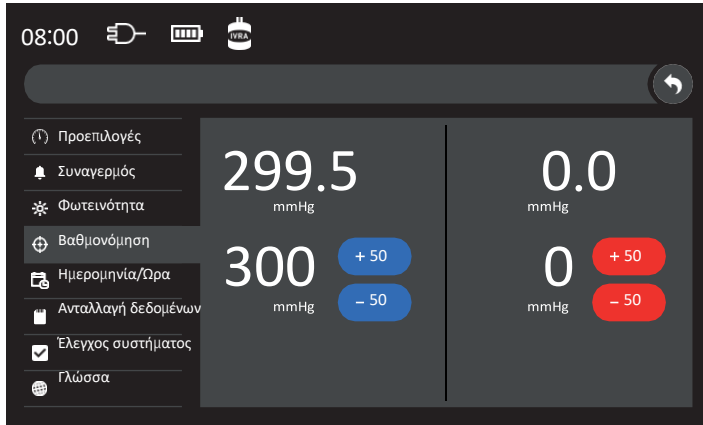 08:00
IVRA
Προεπιλογές
Συναγερμός
Φωτεινότητα
Βαθμονόμηση
Ημερομηνία/Ώρα
Ανταλλαγή δεδομένων
Έλεγχος συστήματος
Γλώσσα
299.5
mmHg
300
mmHg
+ 50
– 50
0.0
mmHg
0
mmHg
+ 50
– 50